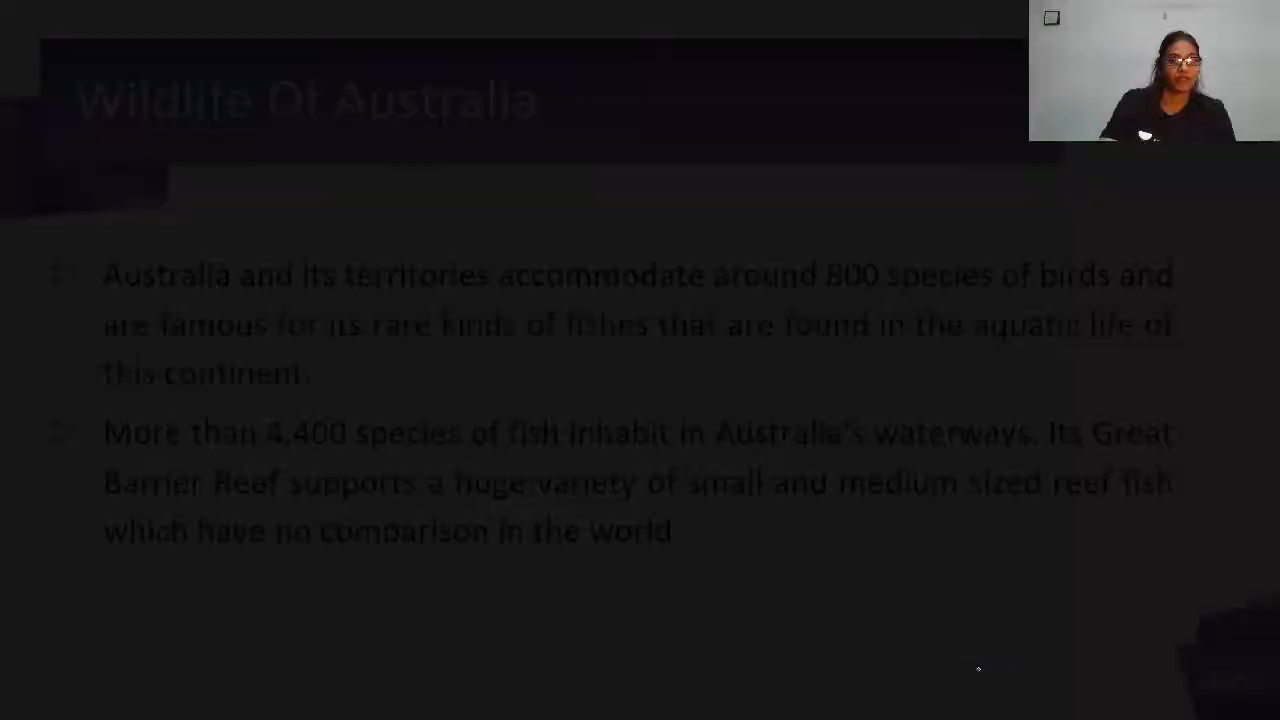 Wildlife Of Australia
Australia and its territories accommodate around 800 species of birds and
are famous for its rare kinds of fishes that are found in the aquatic life of
this continent.
More than 4,400 species of fish inhabit in Australia's waterways. Its Great
Barrier Reef supports a huge variety of small and medium sized reef fish
which have no comparison in the world